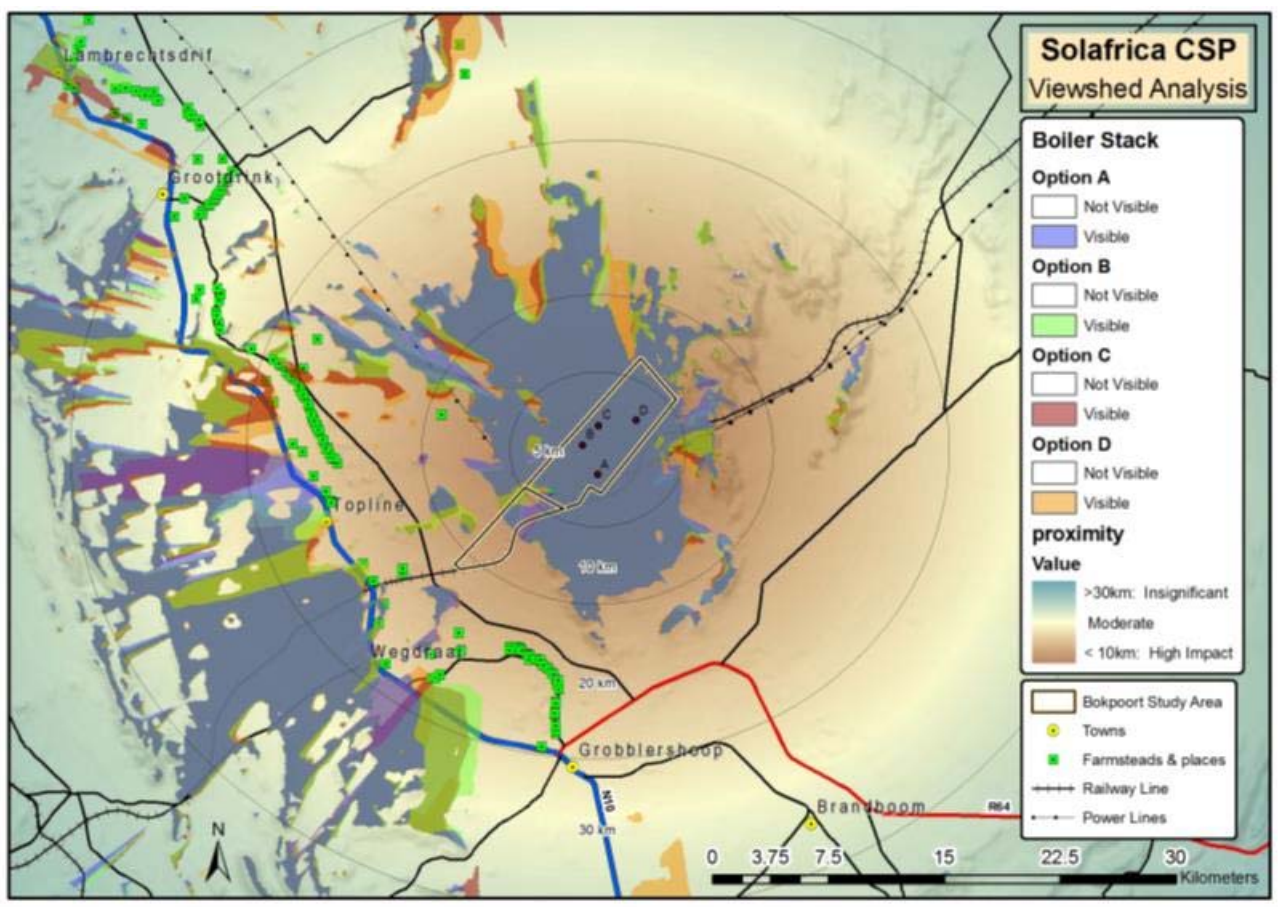 Solafrica CSP
Viewshed Analysis
Boiler Stack
Option A
Not Visible
Visible
Option B
Not Visible
Visible
Option C
Not Visible
Visible
Option D
Not Visible
Visible
proximity
Value
>30km: Insignificant
Moderate
< 10km: High Impact
Bokpoort Study Area
Towns
Farmsteads & places
Railway Line
Power Lines
Lambrechtsdrif
Grootdrink
C
D
B
5 km
A
Topline
10 km
Wegdraai
20 km
Grobblershoop
N10
Brandboom
R64
30 km
N
0 3.75 7.5 15 22.5 30
Kilometers